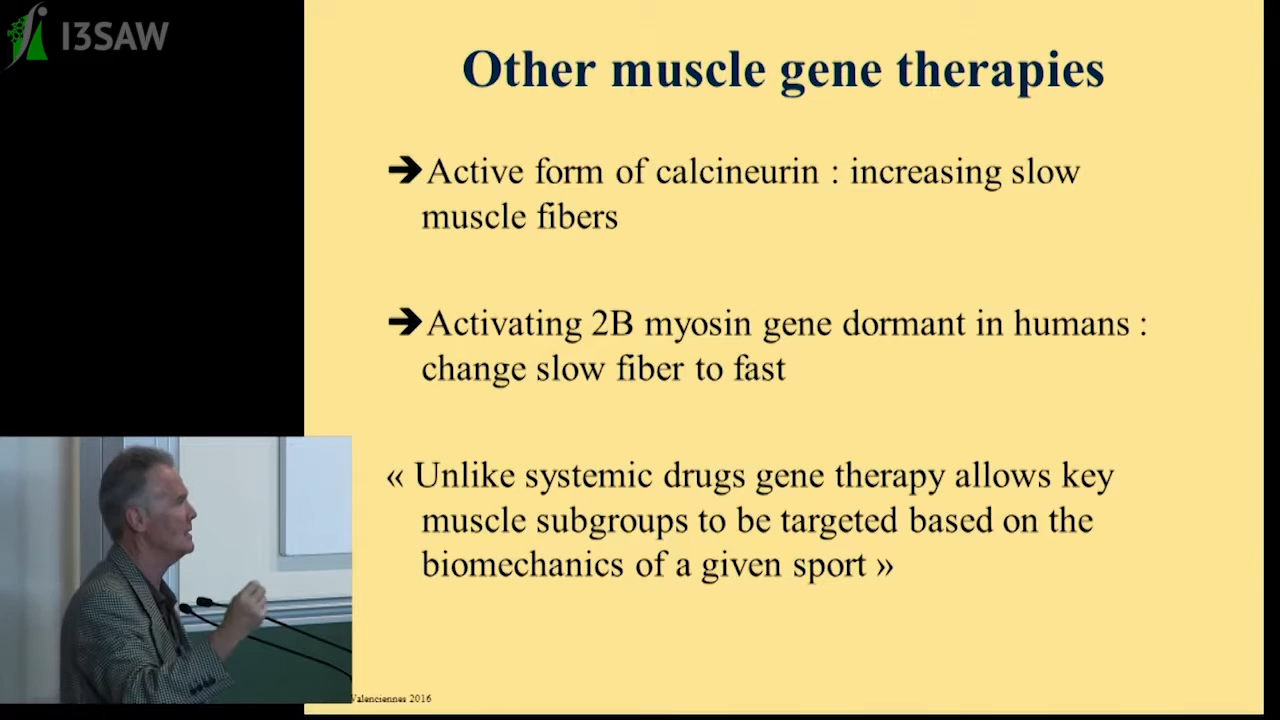 I3SAW
Other muscle gene therapies
➔Active form of calcineurin : increasing slow
muscle fibers
➔Activating 2B myosin gene dormant in humans :
change slow fiber to fast
« Unlike systemic drugs gene therapy allows key
muscle subgroups to be targeted based on the
biomechanics of a given sport »
Valenciennes 2016